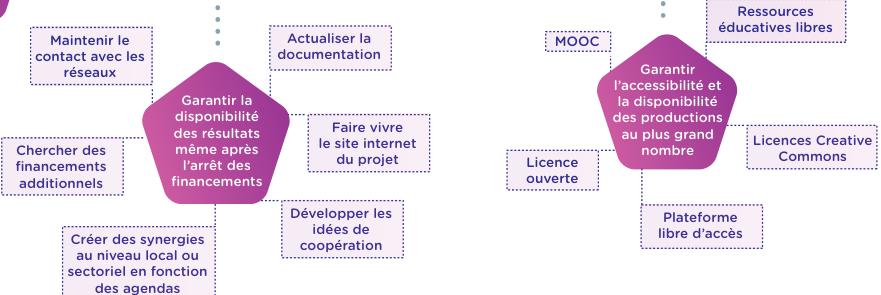 Maintenir le
contact avec les
réseaux
Actualiser la
documentation
Garantir la
disponibilité
des résultats
même après
l’arrêt des
financements
Chercher des
financements
additionnels
Faire vivre
le site internet
du projet
Développer les
idées de
coopération
Créer des synergies
au niveau local ou
sectoriel en fonction
des agendas
MOOC
Ressources
éducatives libres
Garantir
l’accessibilité et
la disponibilité
des productions
au plus grand
nombre
Licence
ouverte
Licences Creative
Commons
Plateforme
libre d’accès